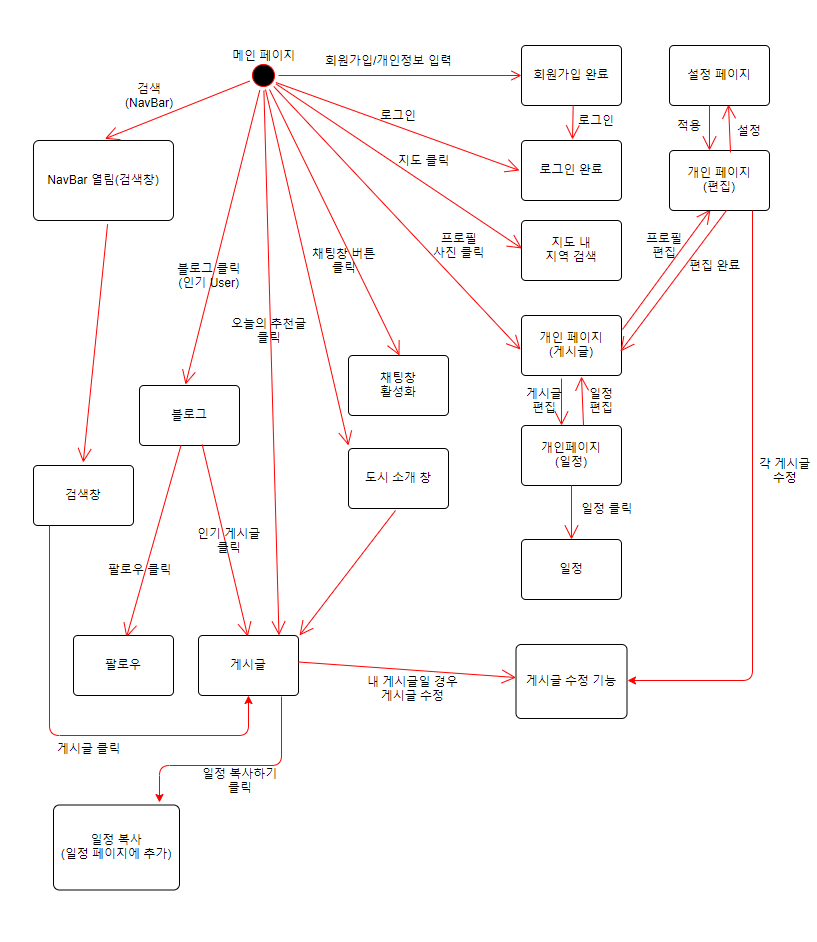 메인 페이지
회원가입/개인정보 입력
회원가입 완료
설정 페이지
검색
(NavBar)
로그인
로그인
적용
설정
NavBar 열림(검색창)
지도 클릭
로그인 완료
개인 페이지
(편집)
블로그 클릭
(인기 User)
채팅창 버튼
클릭
프로필
사진 클릭
지도 내
지역 검색
프로필
편집
편집 완료
오늘의 추천글
클릭
개인 페이지
(게시글)
채팅창
활성화
게시글
편집
일정
편집
블로그
개인페이지
(일정)
각 게시글
수정
검색창
도시 소개 창
일정 클릭
인기 게시글
클릭
팔로우 클릭
일정
팔로우
게시글
내 게시글일 경우
게시글 수정
게시글 수정 기능
게시글 클릭
일정 복사하기
클릭
일정 복사
(일정 페이지에 추가)